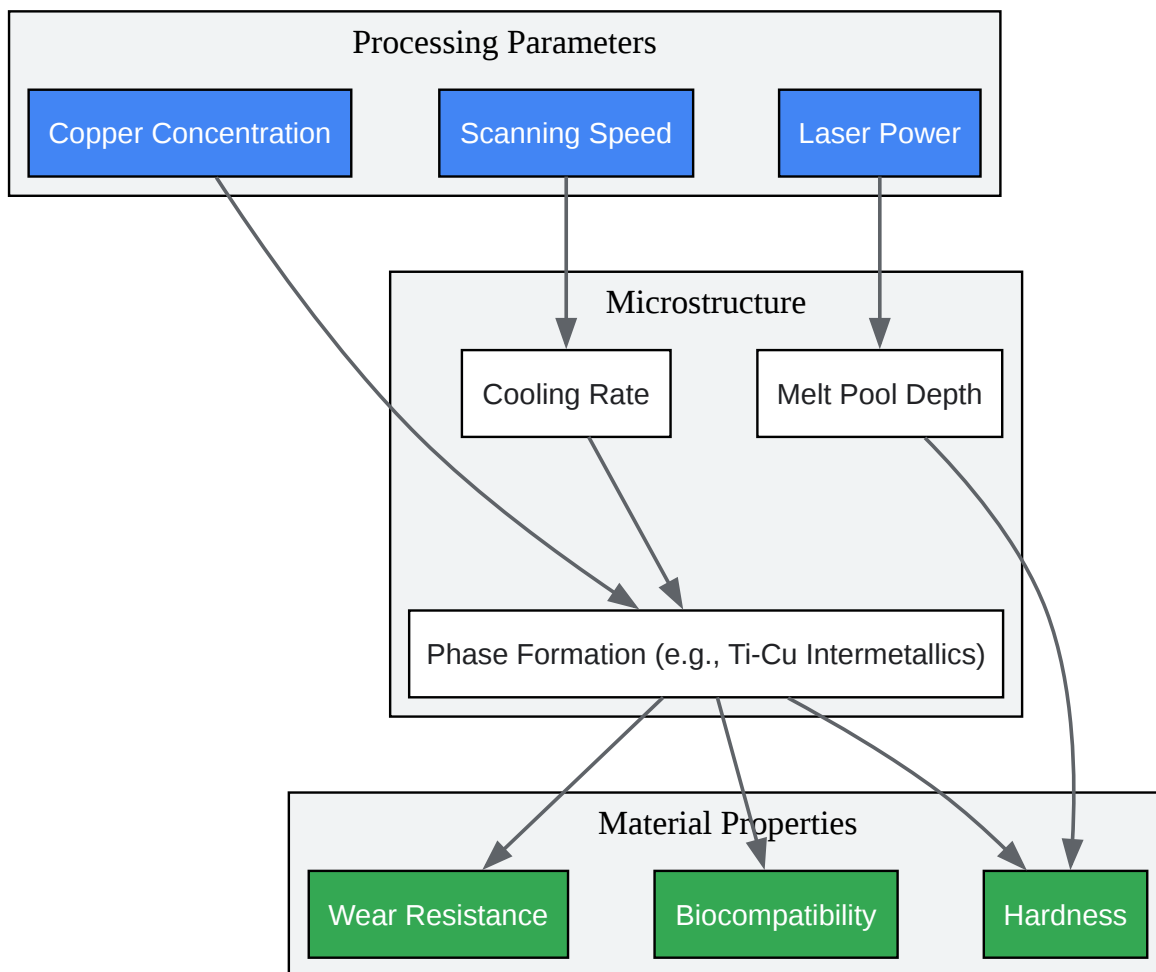 Processing Parameters
Copper Concentration
Scanning Speed
Laser Power
Microstructure
Cooling Rate
Melt Pool Depth
Phase Formation (e.g., Ti-Cu Intermetallics)
Material Properties
Wear Resistance
Biocompatibility
Hardness